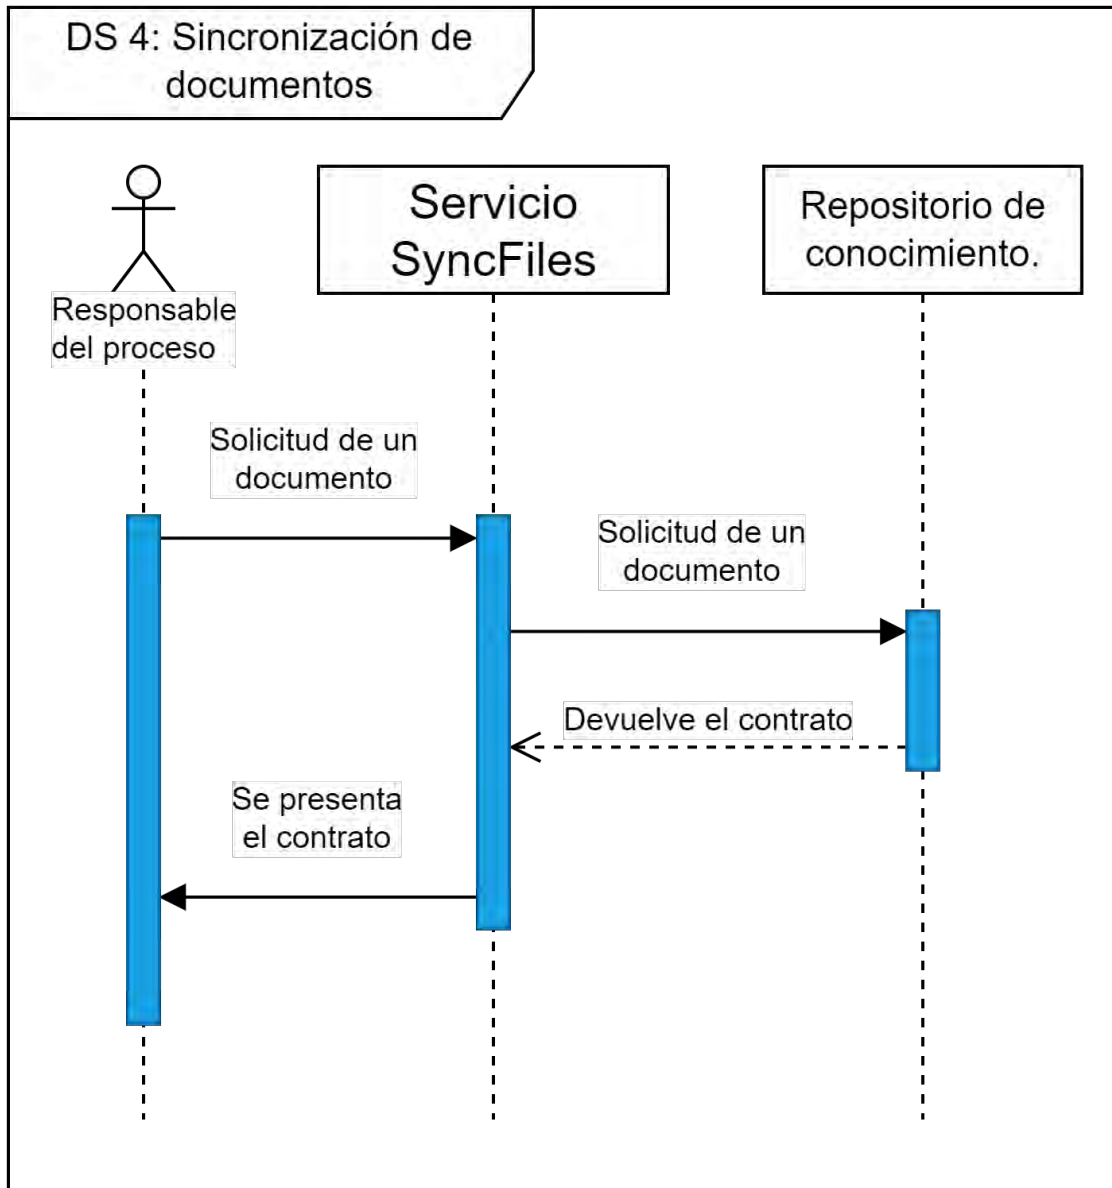 DS 4: Sincronización de
documentos
Servicio
SyncFiles
Repositorio de
conocimiento.
Responsable
del proceso
Solicitud de un
documento
Solicitud de un
documento
Devuelve el contrato
Se presenta
el contrato